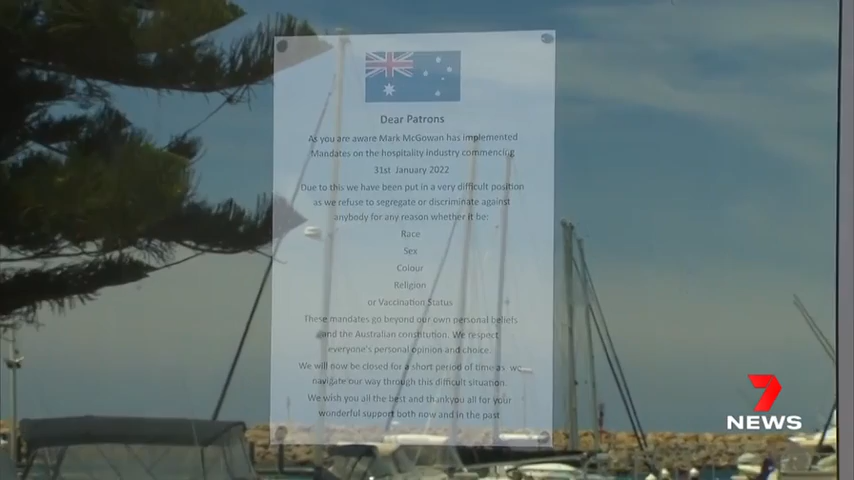 Dear Patrons
As you are aware Mark McGowan has implemented
Mandates on the hospitality industry commencing
31st January 2022
Due to this we have been put in a very difficult position
as we refuse to segregate or discriminate against
anybody for any reason whether it be:
Race
Sex
Colour
Religion
or Vaccination Status
These mandates go beyond our own personal beliefs
and the Australian constitution. We respect
everyone's personal opinion and choice.
We will now be closed for a short period of time as we
navigate our way through this difficult situation.
We wish you all the best and thankyou all for your
wonderful support both now and in the past
7
NEWS